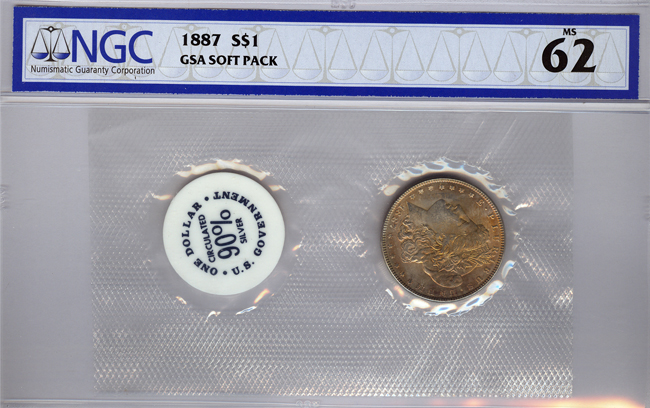 NGC
Numismatic Guaranty Corporation
1887 S$1
GSA SOFT PACK
MS
62
ONE DOLLAR • U.S. GOVERNMENT •
CIRCULATED
90%
SILVER